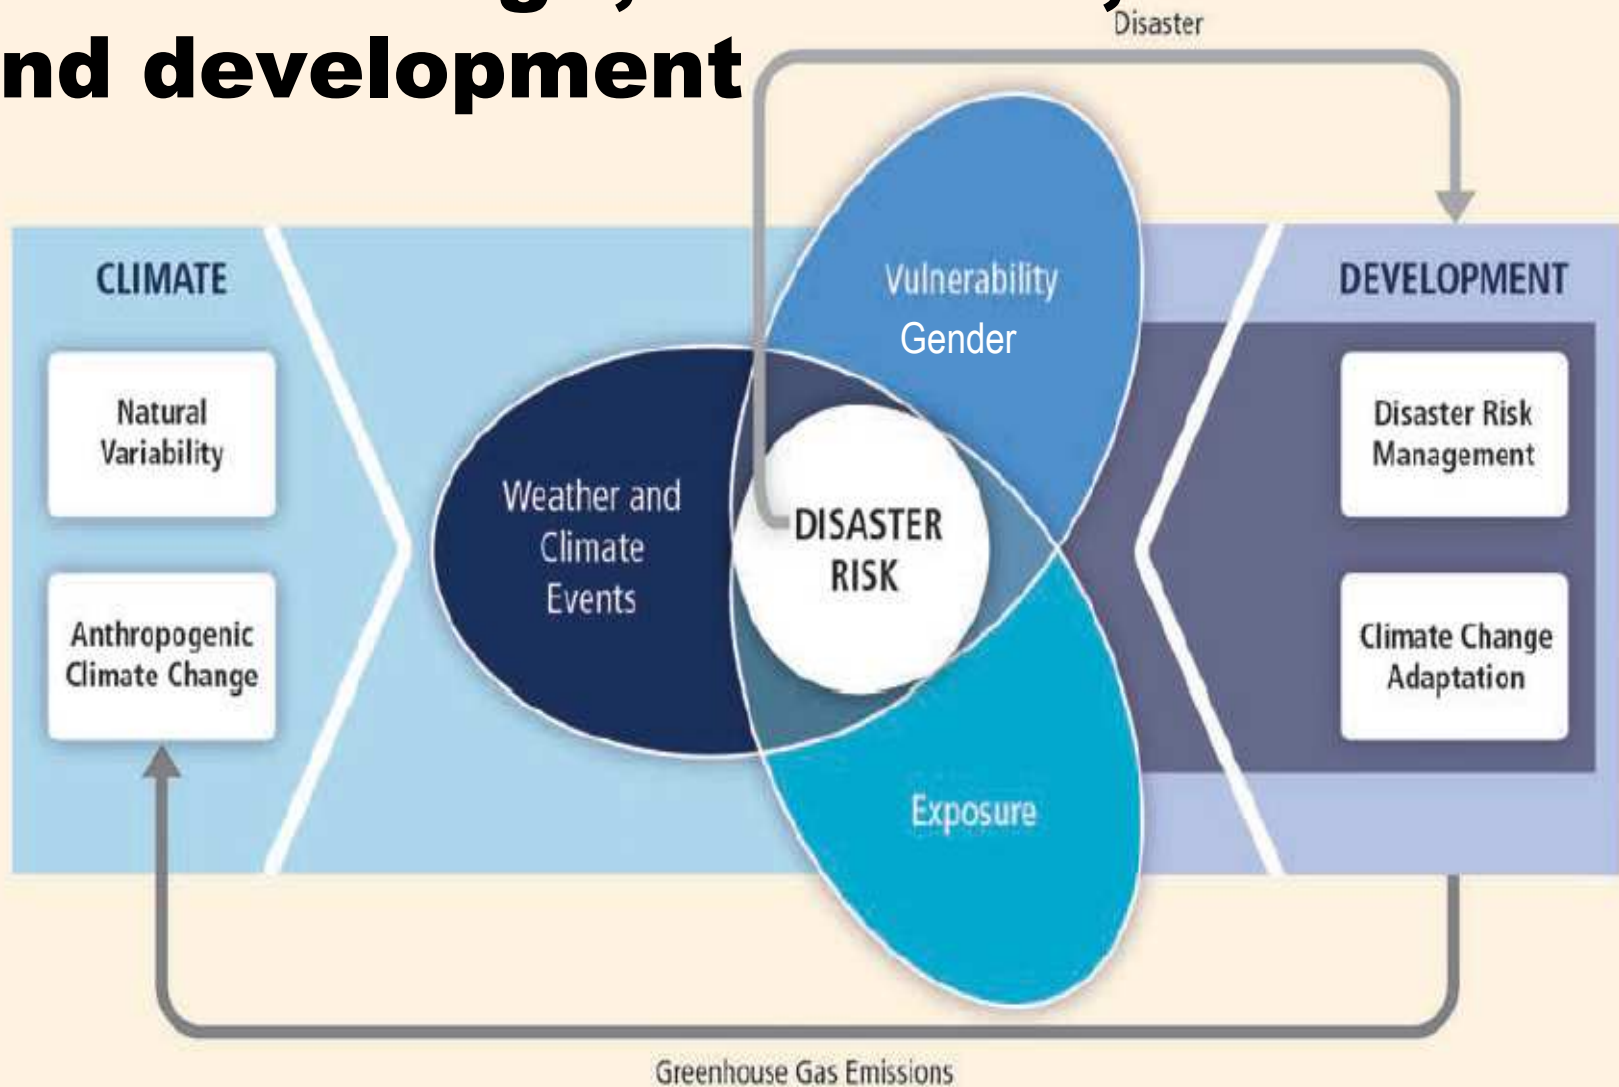 nd development
Disaster
CLIMATE
Natural
Variability
Anthropogenic
Climate Change
Weather and
Climate
Events
Vulnerability
Gender
DISASTER
RISK
Exposure
DEVELOPMENT
Disaster Risk
Management
Climate Change
Adaptation
Greenhouse Gas Emissions